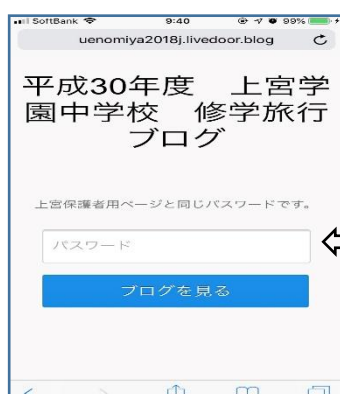 SoftBank 9:40 99%
uenomiya2018j.livedoor.blog
平成30年度 上宮学
園中学校 修学旅行
ブログ
上宮保護者用ページと同じパスワードです。
パスワード
ブログを見る